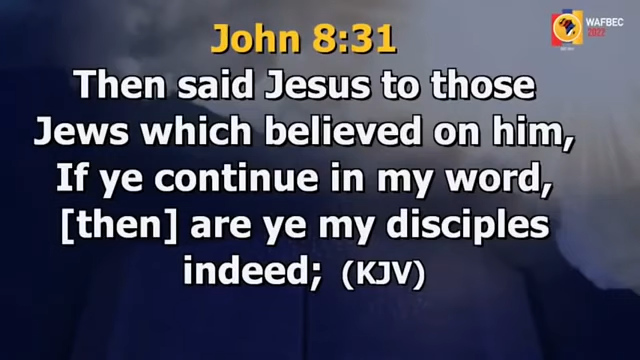 WAFBEC
2022
John 8:31
Then said Jesus to those
Jews which believed on him,
If ye continue in my word,
[then] are ye my disciples
indeed; (KJV)